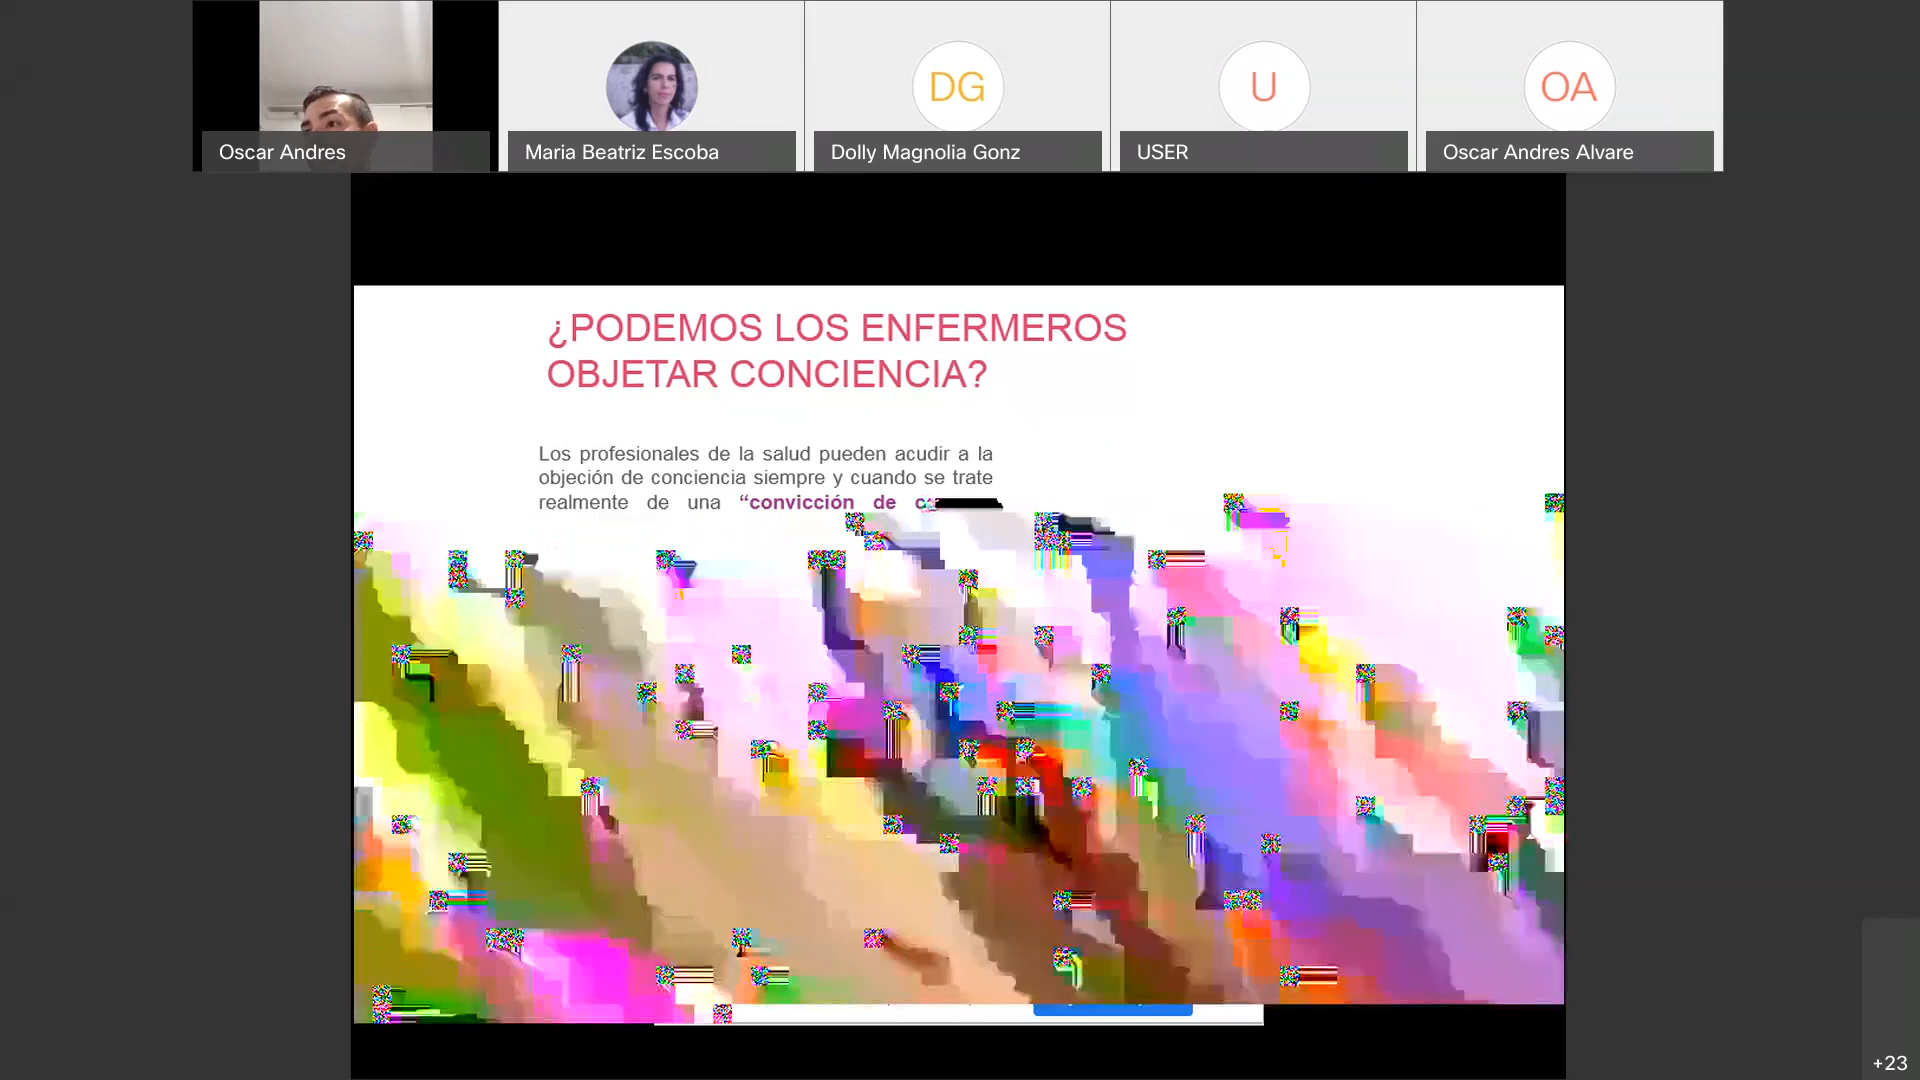 DG
U
OA
Oscar Andres
Maria Beatriz Escoba
Dolly Magnolia Gonz
USER
Oscar Andres Alvare
¿PODEMOS LOS ENFERMEROS
OBJETAR CONCIENCIA?
Los profesionales de la salud pueden acudir a la
objeción de conciencia siempre y cuando se trate
realmente de una “convicción de
+23